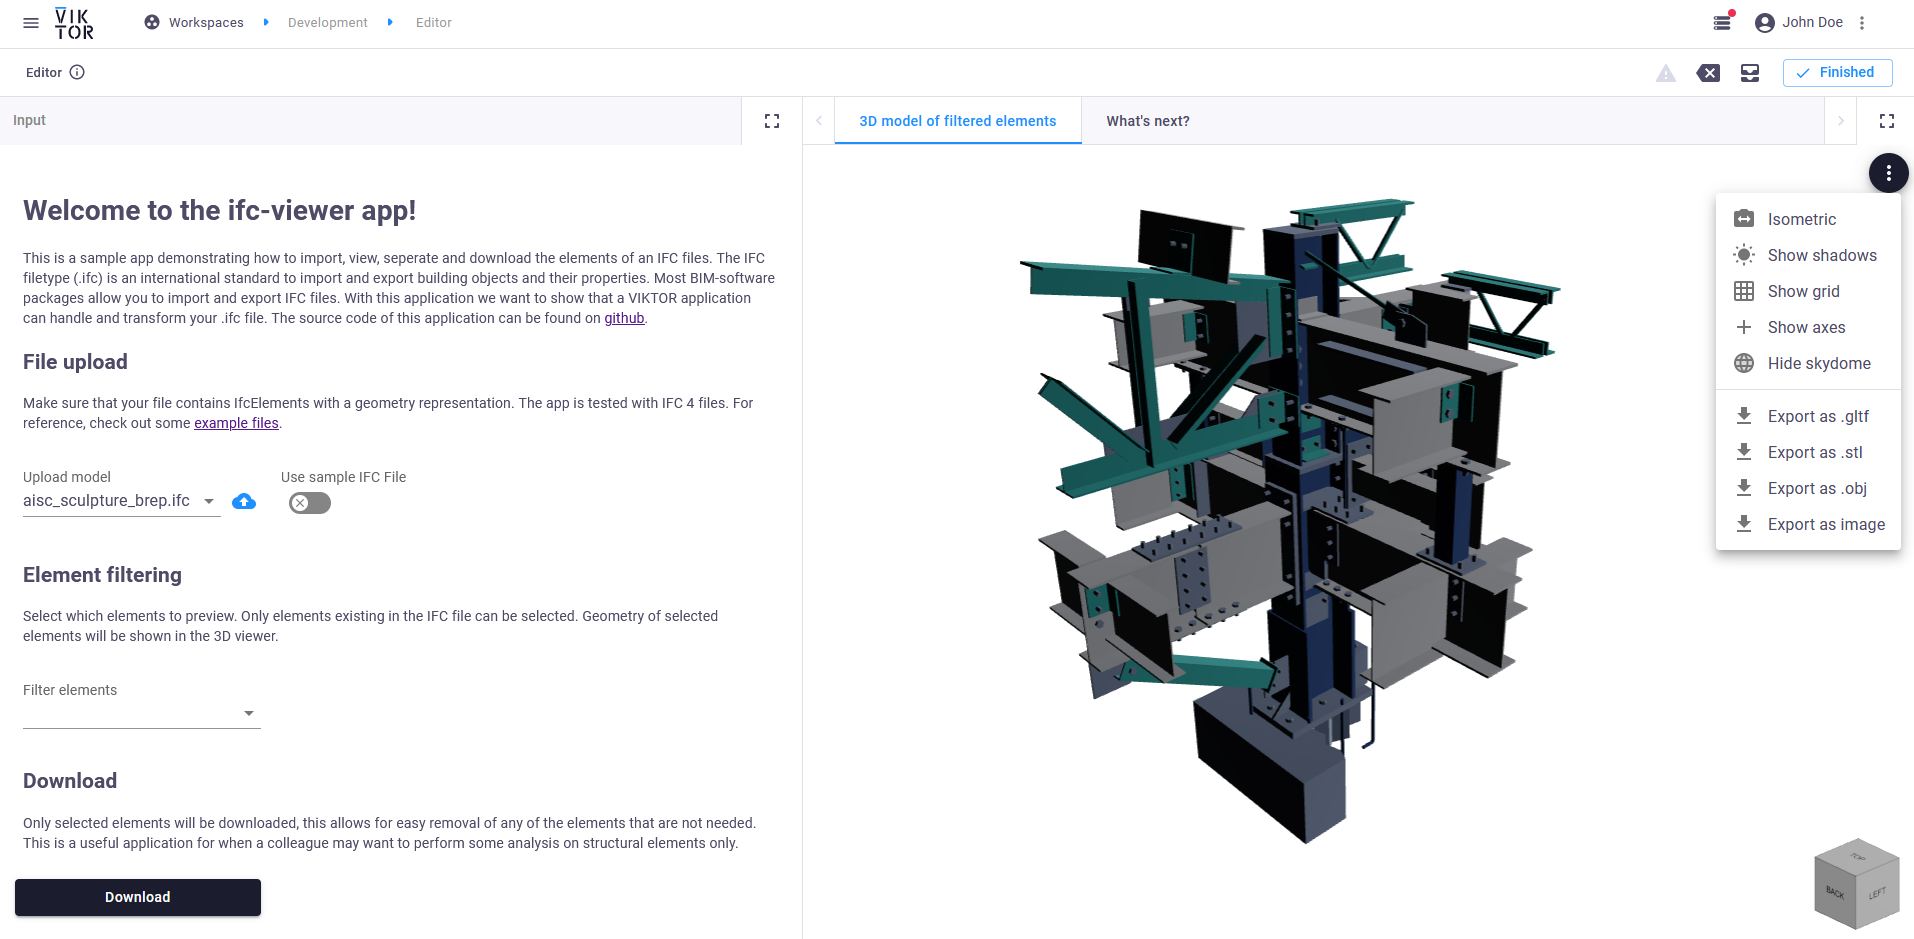 VIKTOR
Workspaces
Development
Editor
John Doe
Editor
Finished
Input
3D model of filtered elements
What's next?
Welcome to the ifc-viewer app!
This is a sample app demonstrating how to import, view, seperate and download the elements of an IFC files. The IFC
filetype (.ifc) is an international standard to import and export building objects and their properties. Most BIM-software
packages allow you to import and export IFC files. With this application we want to show that a VIKTOR application
can handle and transform your .ifc file. The source code of this application can be found on github.
File upload
Make sure that your file contains IfcElements with a geometry representation. The app is tested with IFC 4 files. For
reference, check out some example files.
Upload model
Use sample IFC File
aisc_sculpture_brep.ifc
Element filtering
Select which elements to preview. Only elements existing in the IFC file can be selected. Geometry of selected
elements will be shown in the 3D viewer.
Filter elements
Download
Only selected elements will be downloaded, this allows for easy removal of any of the elements that are not needed.
This is a useful application for when a colleague may want to perform some analysis on structural elements only.
Download
Isometric
Show shadows
Show grid
Show axes
Hide skydome
Export as .gltf
Export as .stl
Export as .obj
Export as image
TOP
BACK
LEFT